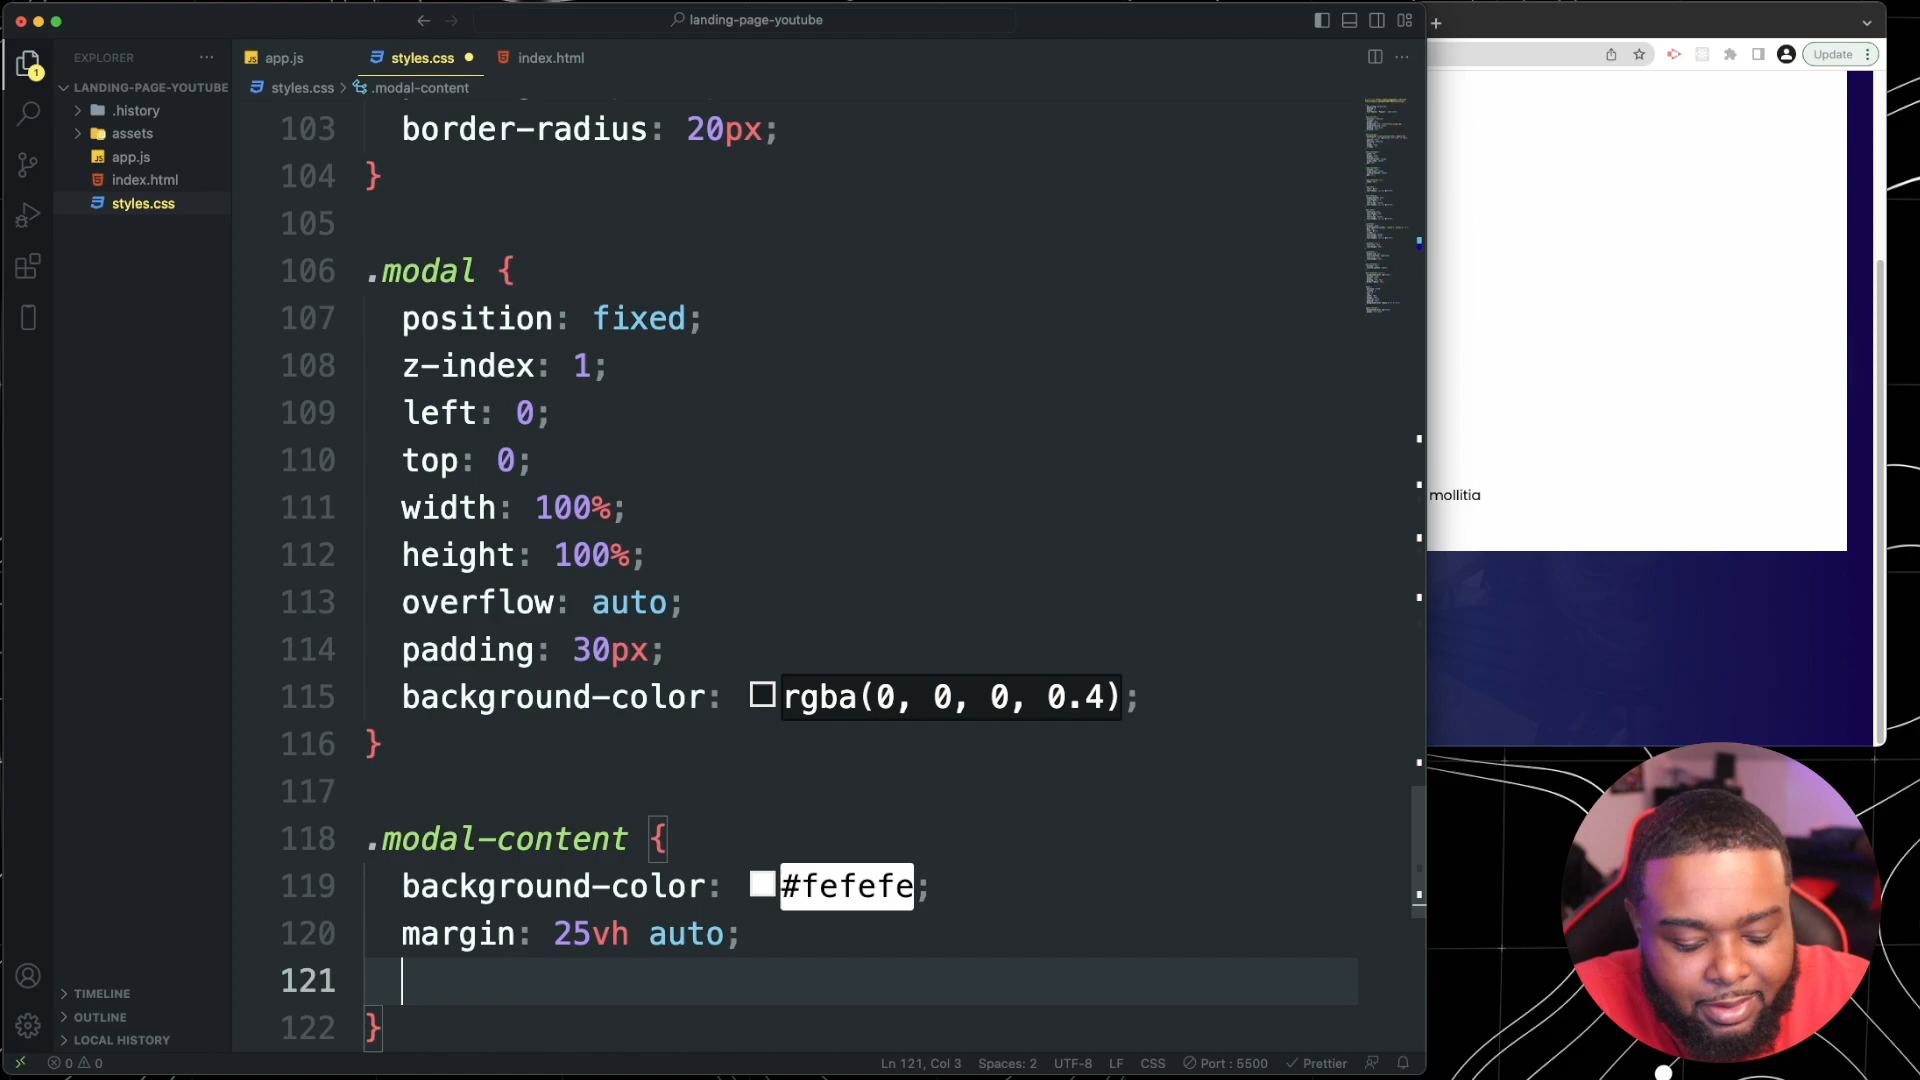 landing-page-youtube
Update
EXPLORER
1
LANDING-PAGE-YOUTUBE
.history
assets
JS app.js
index.html
styles.css
TIMELINE
OUTLINE
LOCAL HISTORY
JS app.js
styles.css
index.html
styles.css > .modal-content
103 border-radius: 20px;
104 }
105
106 .modal {
107 position: fixed;
108 z-index: 1;
109 left: 0;
110 top: 0;
111 width: 100%;
112 height: 100%;
113 overflow: auto;
114 padding: 30px;
115 background-color: rgba(0, 0, 0, 0.4);
116 }
117
118 .modal-content {
119 background-color: #fefefe;
120 margin: 25vh auto;
121
122 }
mollitia
0 0
Ln 121, Col 3
Spaces: 2
UTF-8
LF
CSS
Port : 5500
Prettier